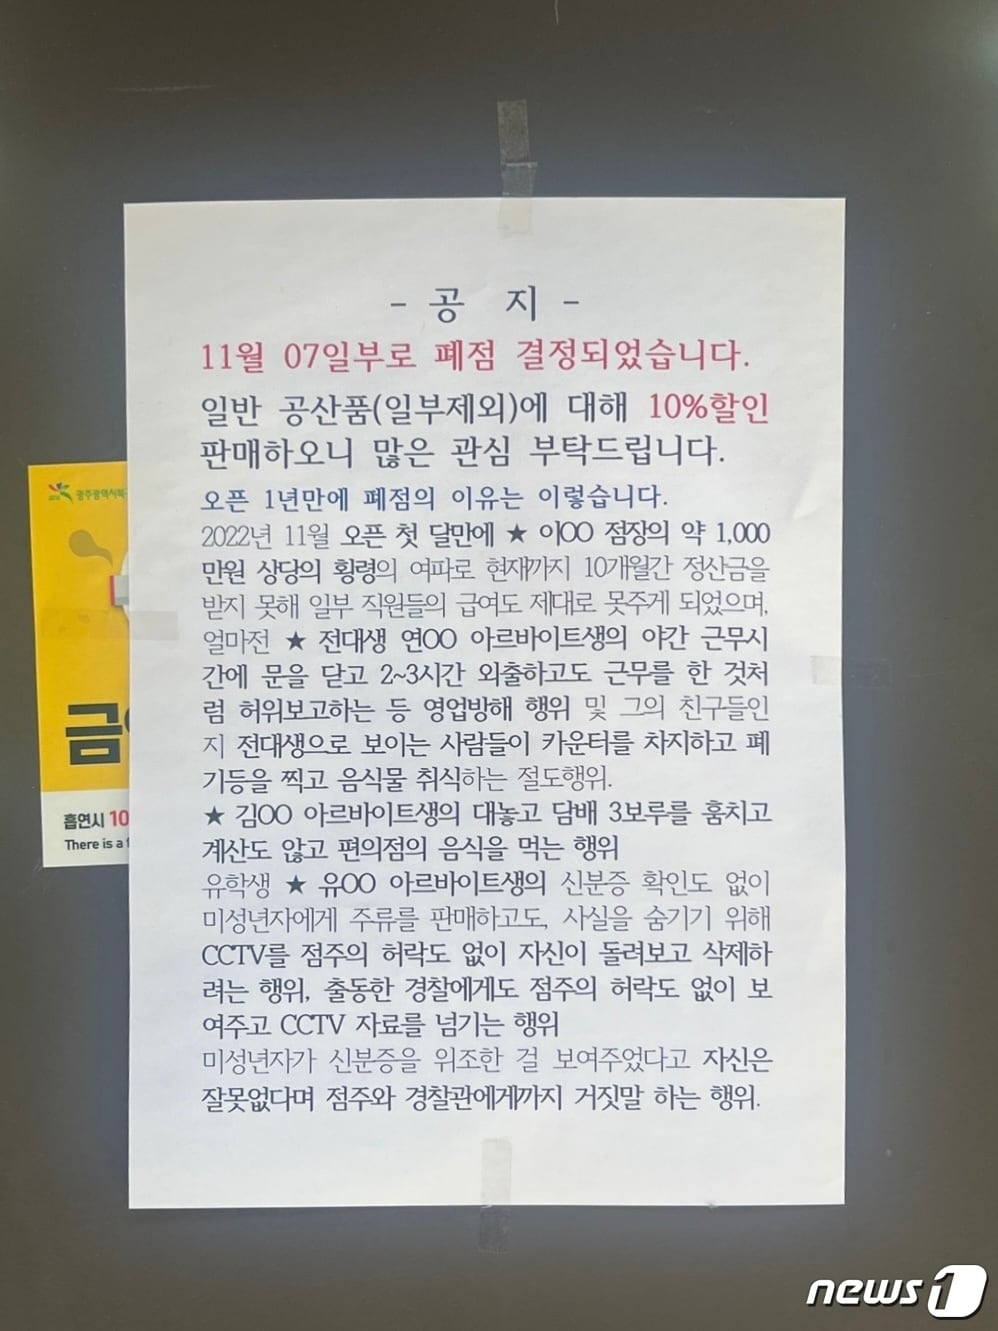 - 공 지 -
11월 07일부로 폐점 결정되었습니다.
일반 공산품(일부제외)에 대해 10%할인
판매하오니 많은 관심 부탁드립니다.
오픈 1년만에 폐점의 이유는 이렇습니다.
2022년 11월 오픈 첫 달만에 ★ 이OO 점장의 약 1,000
만원 상당의 횡령의 여파로 현재까지 10개월간 정산금을
받지 못해 일부 직원들의 급여도 제대로 못주게 되었으며,
얼마전 ★ 전대생 연OO 아르바이트생의 야간 근무시
간에 문을 닫고 2~3시간 외출하고도 근무를 한 것처
럼 허위보고하는 등 영업방해 행위 및 그의 친구들인
지 전대생으로 보이는 사람들이 카운터를 차지하고 폐
기등을 찍고 음식물 취식하는 절도행위.
★ 김OO 아르바이트생의 대놓고 담배 3보루를 훔치고
계산도 않고 편의점의 음식을 먹는 행위
유학생 ★ 유OO 아르바이트생의 신분증 확인도 없이
미성년자에게 주류를 판매하고도, 사실을 숨기기 위해
CCTV를 점주의 허락도 없이 자신이 돌려보고 삭제하
려는 행위, 출동한 경찰에게도 점주의 허락도 없이 보
여주고 CCTV 자료를 넘기는 행위
미성년자가 신분증을 위조한 걸 보여주었다고 자신은
잘못없다며 점주와 경찰관에게까지 거짓말 하는 행위.
광주광역시북
금
흡연시 10
There is a
news1